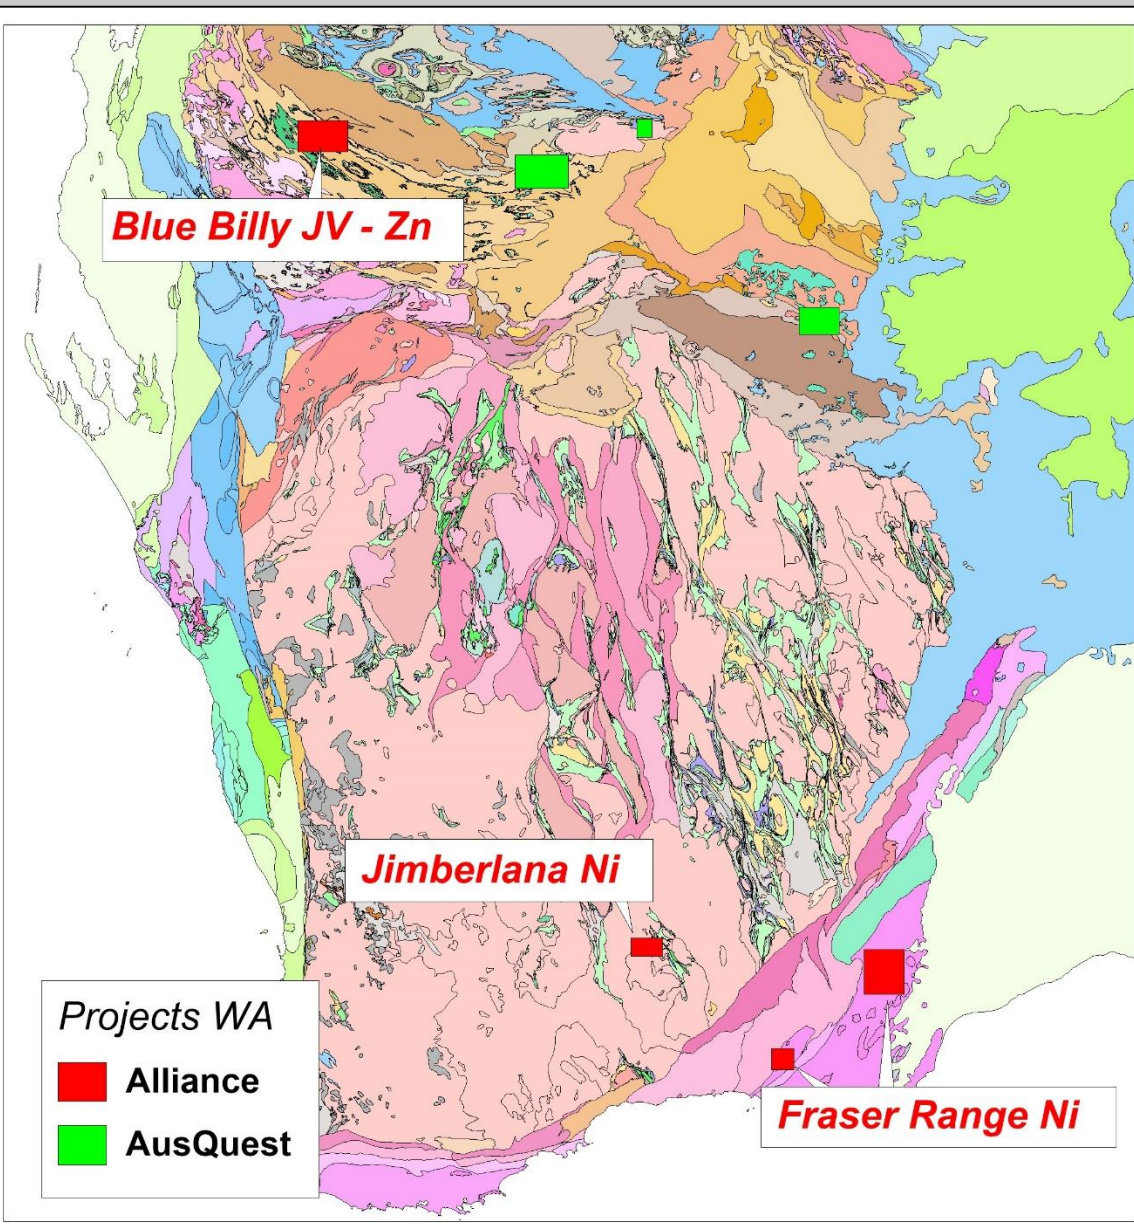 Blue Billy JV - Zn
Jimberlana Ni
Projects WA
Alliance
AusQuest
Fraser Range Ni